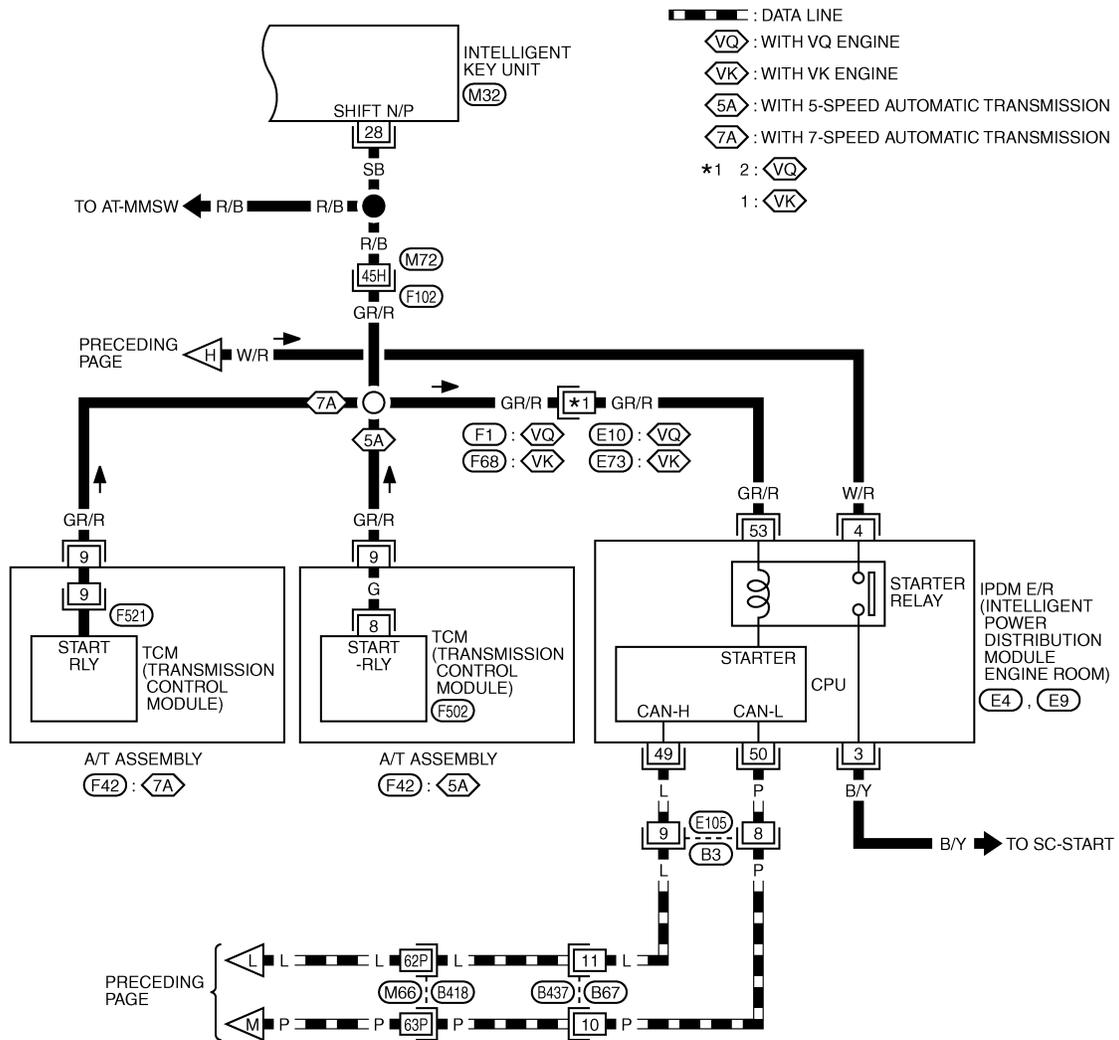 : DATA LINE
VQ : WITH VQ ENGINE
VK : WITH VK ENGINE
5A : WITH 5-SPEED AUTOMATIC TRANSMISSION
7A : WITH 7-SPEED AUTOMATIC TRANSMISSION
*1 2 : VQ
1 : VK
INTELLIGENT
KEY UNIT
M32
SHIFT N/P
28
SB
TO AT-MMSW R/B R/B
R/B
M72
45H
F102
GR/R
PRECEDING
PAGE
H W/R
7A
GR/R *1 GR/R
5A
F1 : VQ E10 : VQ
F68 : VK E73 : VK
GR/R W/R
GR/R GR/R
53 4
9 9
9
F521
G
8
START
RLY
TCM
(TRANSMISSION
CONTROL
MODULE)
START
-RLY
TCM
(TRANSMISSION
CONTROL
MODULE)
F502
STARTER
RELAY
IPDM E/R
(INTELLIGENT
POWER
DISTRIBUTION
MODULE
ENGINE ROOM)
E4 , E9
STARTER
CPU
CAN-H CAN-L
A/T ASSEMBLY
F42 : 7A
A/T ASSEMBLY
F42 : 5A
49 50 3
L P B/Y
9 E105 8
B3
L P
B/Y TO SC-START
PRECEDING
PAGE
L L L 62P L 11 L
M66 B418 B437 B67
M P P 63P P 10 P